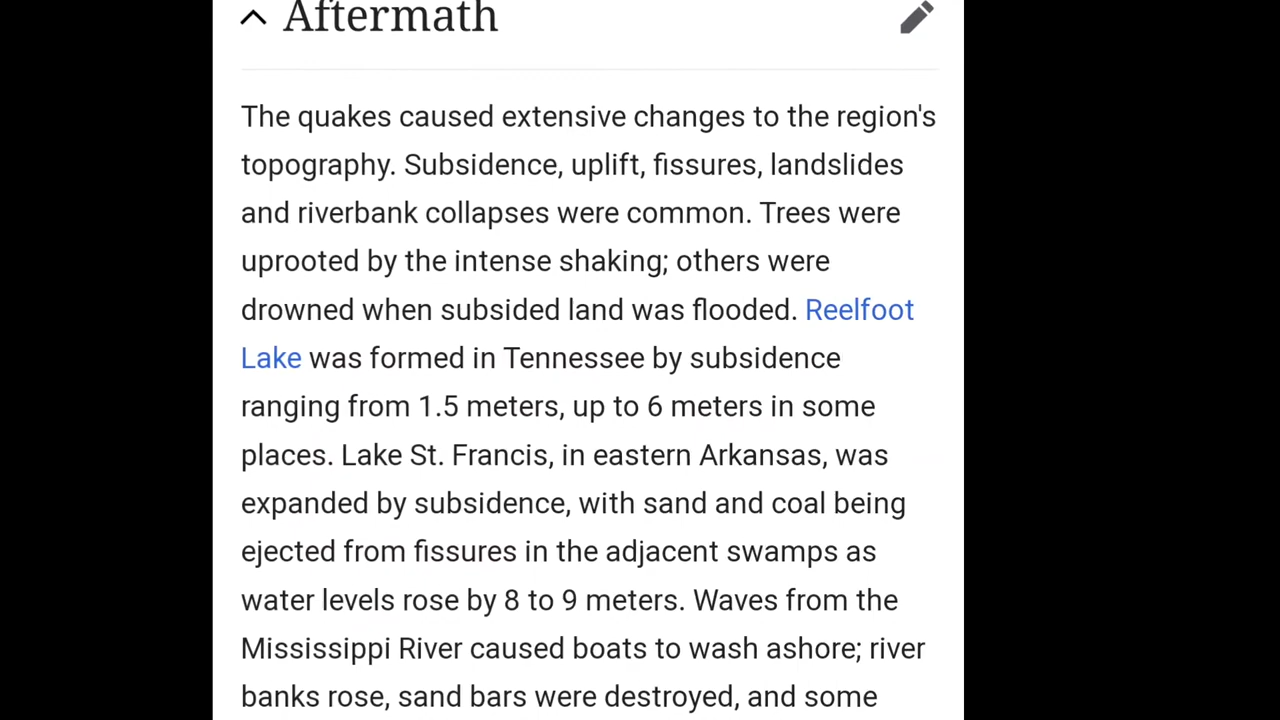 Aftermath
The quakes caused extensive changes to the region's
topography. Subsidence, uplift, fissures, landslides
and riverbank collapses were common. Trees were
uprooted by the intense shaking; others were
drowned when subsided land was flooded. Reelfoot
Lake was formed in Tennessee by subsidence
ranging from 1.5 meters, up to 6 meters in some
places. Lake St. Francis, in eastern Arkansas, was
expanded by subsidence, with sand and coal being
ejected from fissures in the adjacent swamps as
water levels rose by 8 to 9 meters. Waves from the
Mississippi River caused boats to wash ashore; river
banks rose, sand bars were destroyed, and some